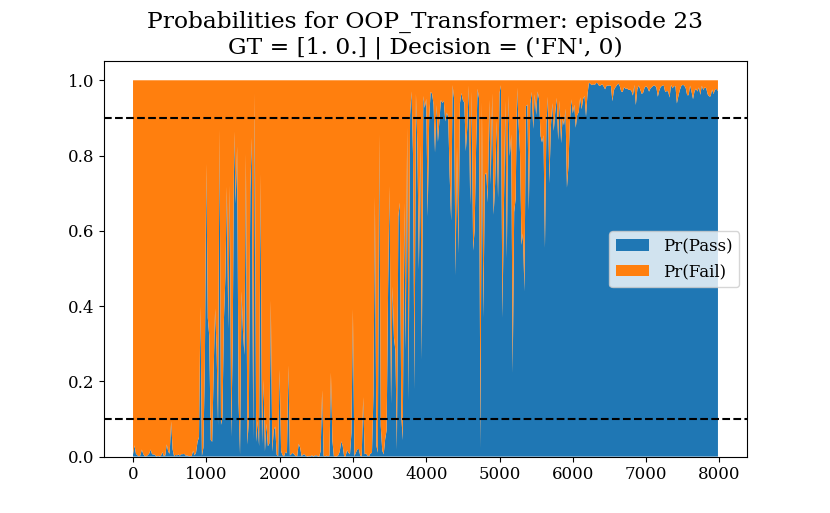 Probabilities for OOP_Transformer: episode 23
GT = [1. 0.] | Decision = ('FN', 0)
1.0
0.8
0.6
0.4
0.2
0.0
Pr(Pass)
Pr(Fail)
0 1000 2000 3000 4000 5000 6000 7000 8000